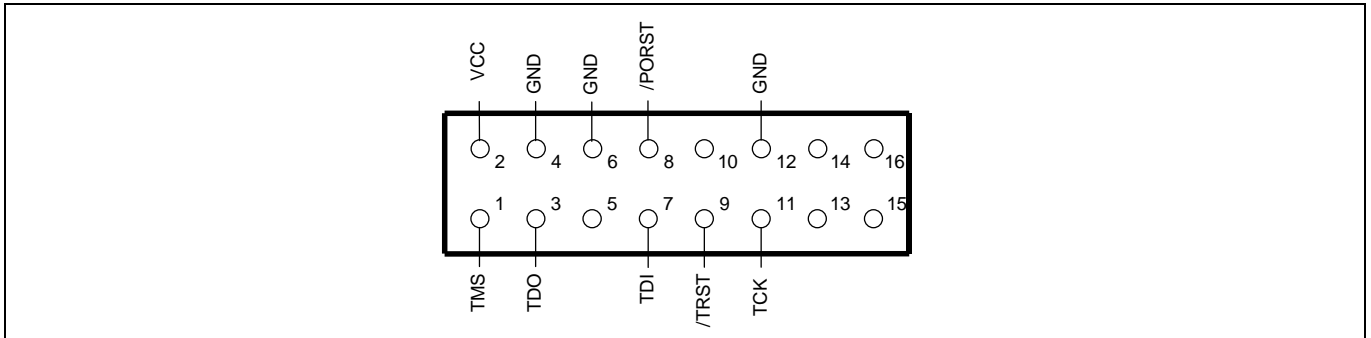 VCC GND GND /PORST GND
2 4 6 8 10 12 14 16
1 3 5 7 9 11 13 15
TMS TDO TDI /TRST TCK